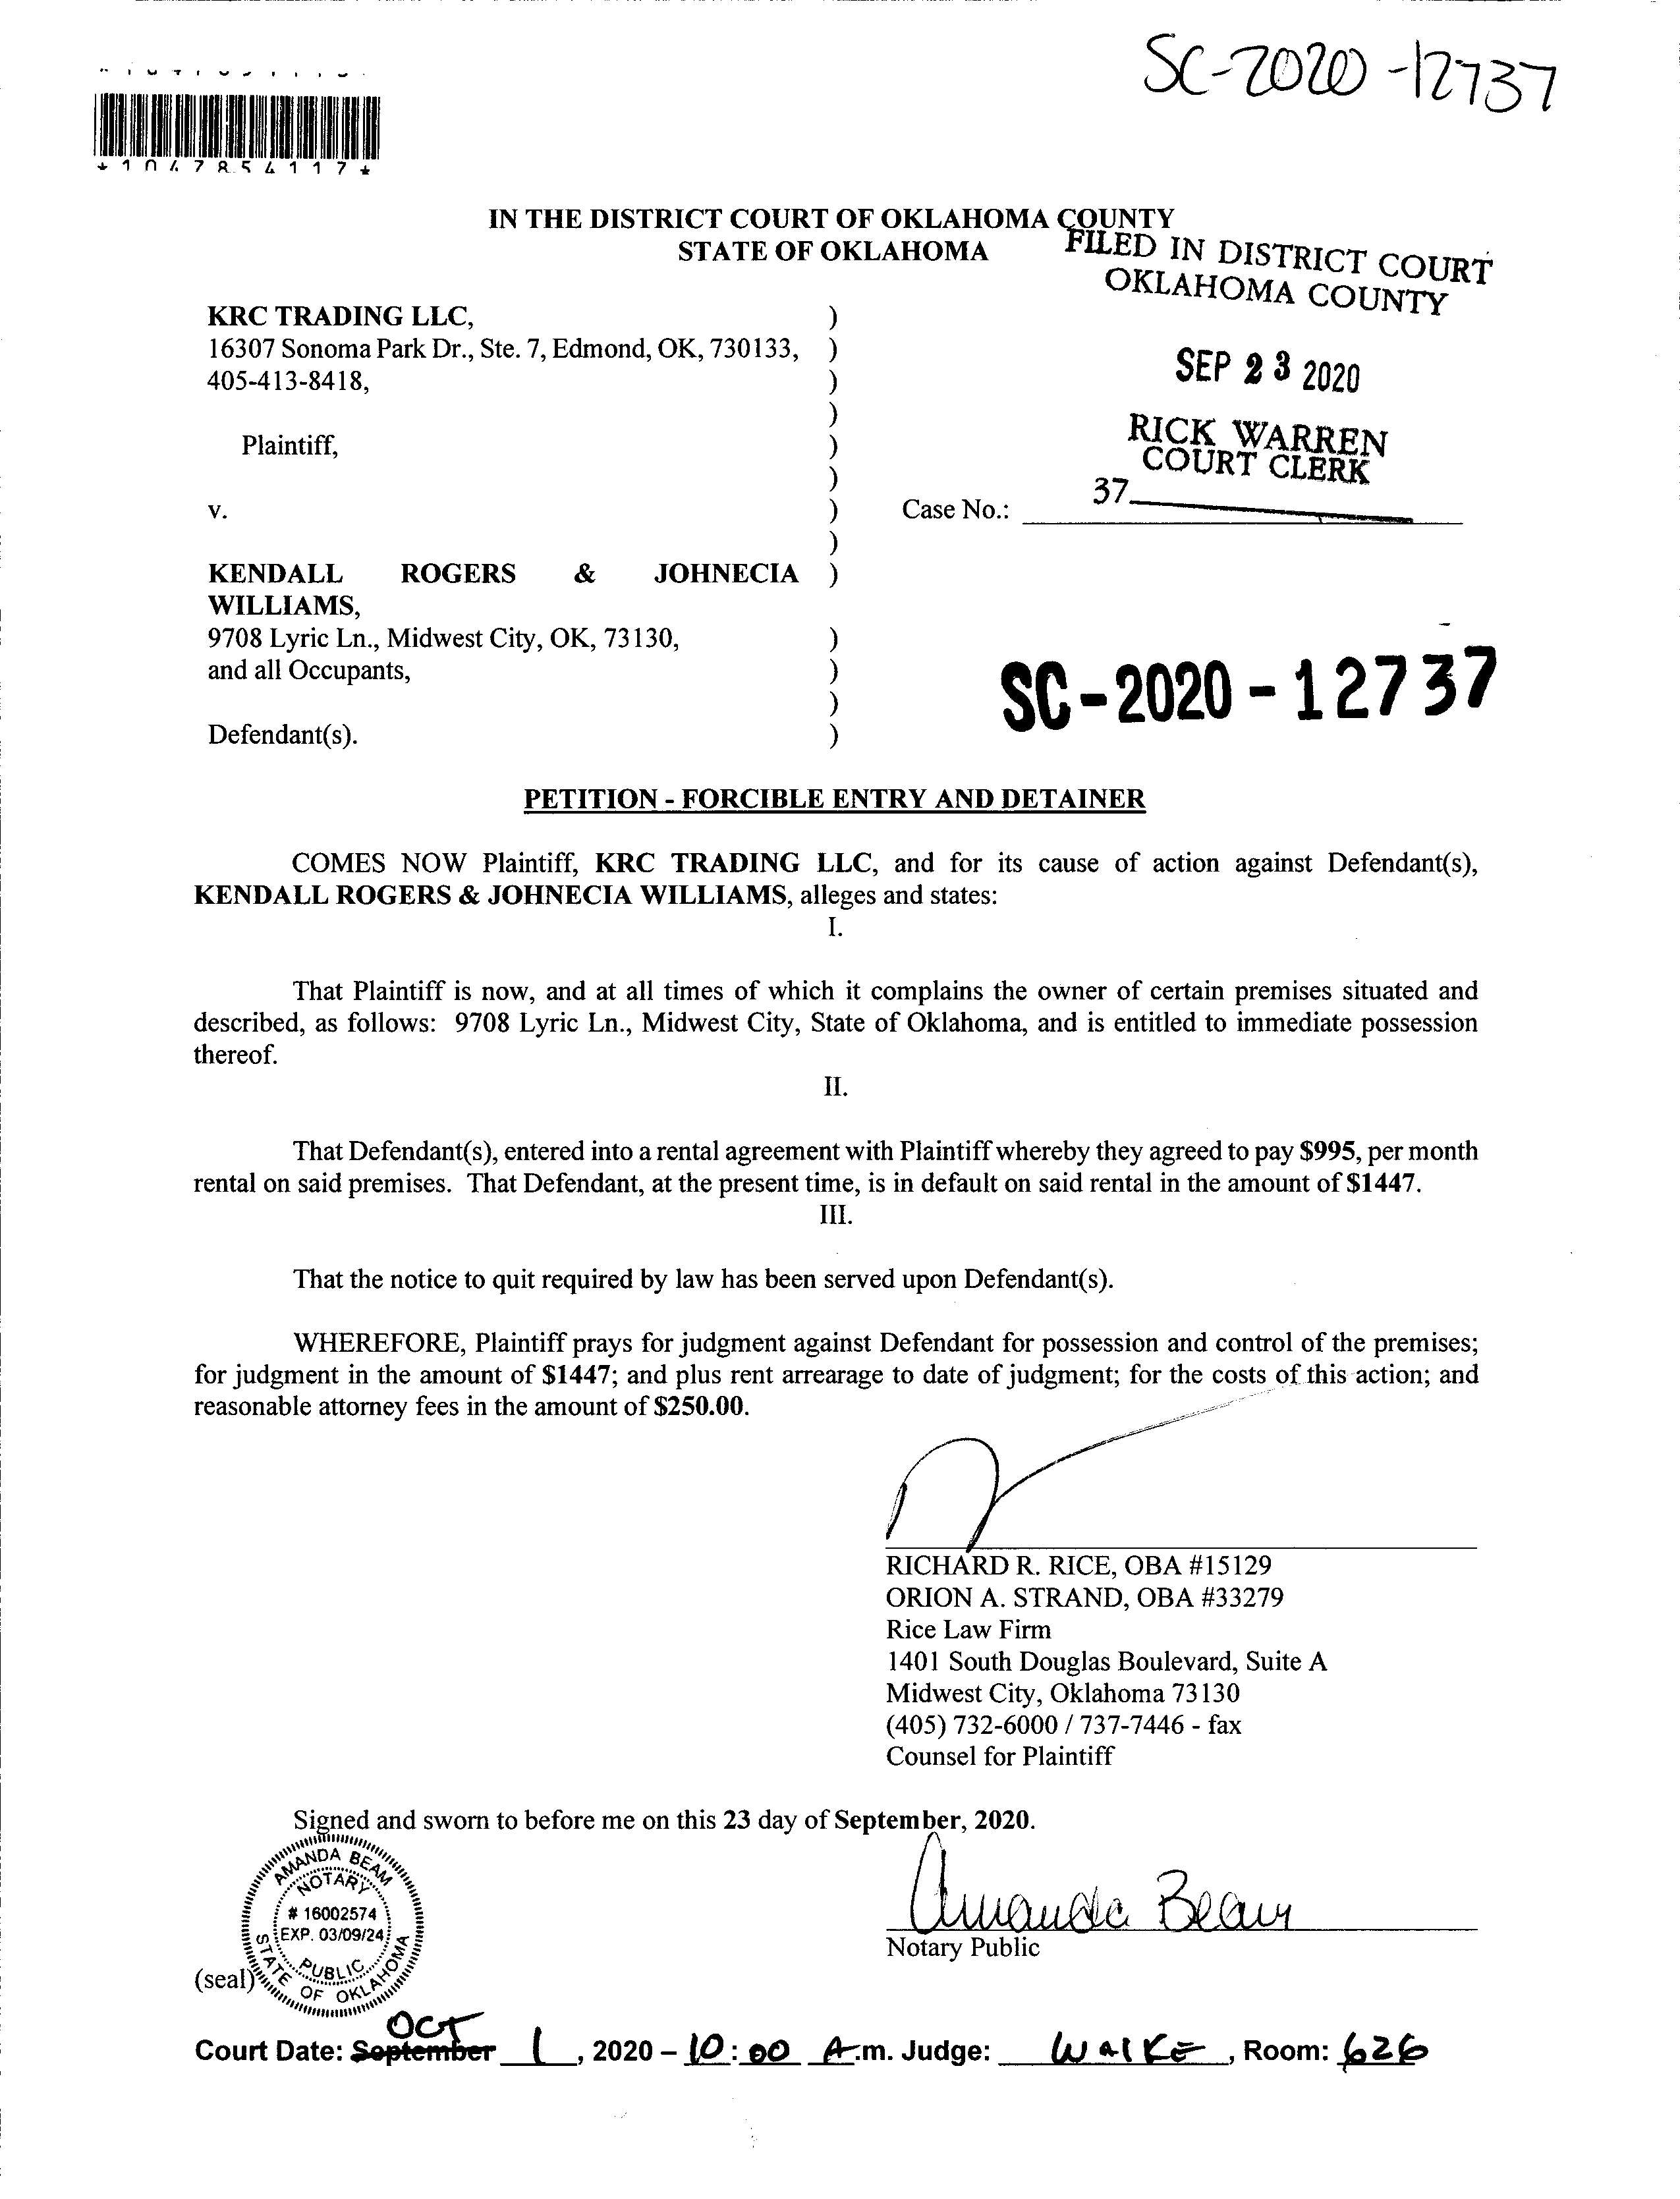 SC-2020-12737
*1047854117*
IN THE DISTRICT COURT OF OKLAHOMA COUNTY
STATE OF OKLAHOMA
FILED IN DISTRICT COURT
OKLAHOMA COUNTY
SEP 23 2020
RICK WARREN
COURT CLERK
37
KRC TRADING LLC, )
16307 Sonoma Park Dr., Ste. 7, Edmond, OK, 730133, )
405-413-8418, )
)
Plaintiff, )
)
v. ) Case No.:
)
KENDALL ROGERS & JOHNECIA )
WILLIAMS,
9708 Lyric Ln., Midwest City, OK, 73130, )
and all Occupants, )
)
Defendant(s). )
SC-2020-12737
PETITION - FORCIBLE ENTRY AND DETAINER
COMES NOW Plaintiff, KRC TRADING LLC, and for its cause of action against Defendant(s),
KENDALL ROGERS & JOHNECIA WILLIAMS, alleges and states:
I.
That Plaintiff is now, and at all times of which it complains the owner of certain premises situated and
described, as follows: 9708 Lyric Ln., Midwest City, State of Oklahoma, and is entitled to immediate possession
thereof.
II.
That Defendant(s), entered into a rental agreement with Plaintiff whereby they agreed to pay $995, per month
rental on said premises. That Defendant, at the present time, is in default on said rental in the amount of $1447.
III.
That the notice to quit required by law has been served upon Defendant(s).
WHEREFORE, Plaintiff prays for judgment against Defendant for possession and control of the premises;
for judgment in the amount of $1447; and plus rent arrearage to date of judgment; for the costs of this action; and
reasonable attorney fees in the amount of $250.00.
RICHARD R. RICE, OBA #15129
ORION A. STRAND, OBA #33279
Rice Law Firm
1401 South Douglas Boulevard, Suite A
Midwest City, Oklahoma 73130
(405) 732-6000 / 737-7446 - fax
Counsel for Plaintiff
Signed and sworn to before me on this 23 day of September, 2020.
AMANDA BEAM
NOTARY
# 16002574
EXP. 03/09/24
PUBLIC
STATE OF OKLAHOMA
Amanda Beam
Notary Public
(seal)
OCT
Court Date: September 1, 2020 – 10:00 A.m. Judge: WALKE, Room: 626